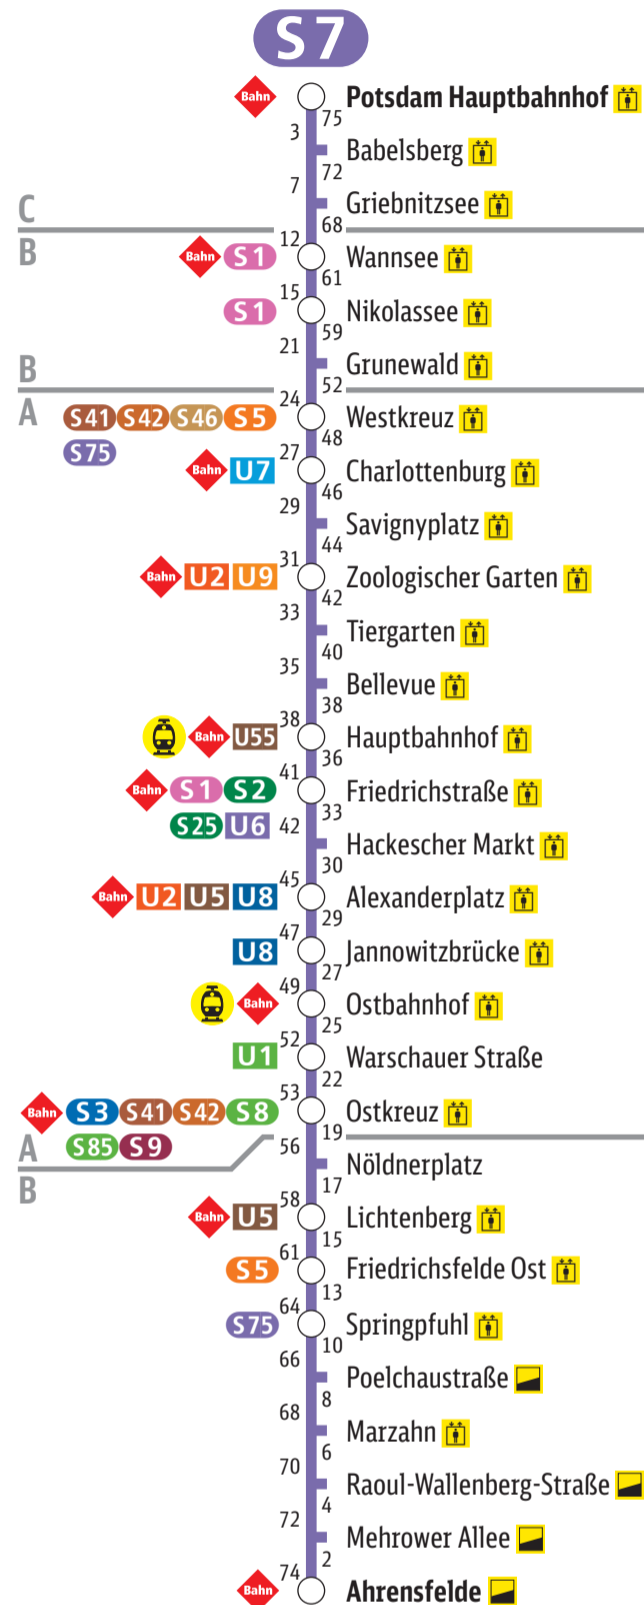 S7
Bahn Potsdam Hauptbahnhof
3 75
Babelsberg
7 72
Griebnitzsee
C
12 68
B
Bahn S1 Wannsee
15 61
S1 Nikolassee
21 59
Grunewald
B
24 52
A
S41 S42 S46 S5 Westkreuz
S75
27 48
Bahn U7 Charlottenburg
29 46
Savignyplatz
31 44
Bahn U2 U9 Zoologischer Garten
33 42
Tiergarten
35 40
Bellevue
38 38
Bahn U55 Hauptbahnhof
41 36
Bahn S1 S2 Friedrichstraße
S25 U6 42 33
Hackescher Markt
45 30
Bahn U2 U5 U8 Alexanderplatz
47 29
U8 Jannowitzbrücke
49 27
Bahn Ostbahnhof
52 25
U1 Warschauer Straße
53 22
Bahn S3 S41 S42 S8 Ostkreuz
A S85 S9 56 19
B
Nöldnerplatz
58 17
Bahn U5 Lichtenberg
61 15
S5 Friedrichsfelde Ost
64 13
S75 Springpfuhl
66 10
Poelchaustraße
68 8
Marzahn
70 6
Raoul-Wallenberg-Straße
72 4
Mehrower Allee
74 2
Bahn Ahrensfelde